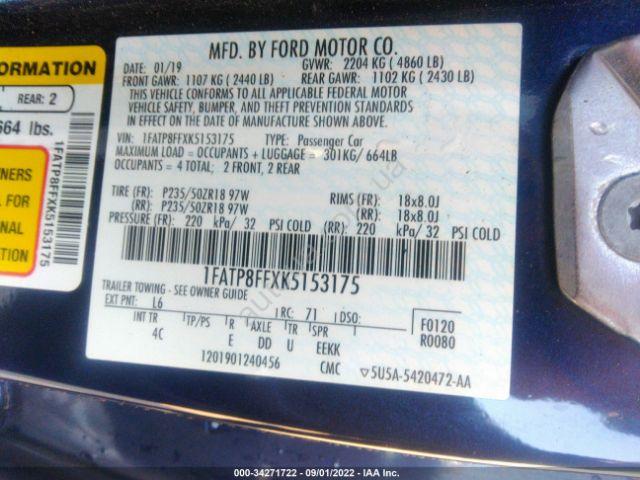 ORMATION
REAR: 2
664 lbs.
1FATP8FFXK5153175
WNERS
FOR
NAL
ATION
MFD. BY FORD MOTOR CO.
DATE: 01/19 GVWR: 2204 KG ( 4860 LB)
FRONT GAWR: 1107 KG ( 2440 LB) REAR GAWR: 1102 KG ( 2430 LB)
THIS VEHICLE CONFORMS TO ALL APPLICABLE FEDERAL MOTOR
VEHICLE SAFETY, BUMPER, AND THEFT PREVENTION STANDARDS
IN EFFECT ON THE DATE OF MANUFACTURE SHOWN ABOVE.
VIN: 1FATP8FFXK5153175 TYPE: Passenger Car
MAXIMUM LOAD = OCCUPANTS + LUGGAGE = 301KG/ 664LB
OCCUPANTS = 4 TOTAL; 2 FRONT, 2 REAR
TIRE (FR): P235/50ZR18 97W RIMS (FR): 18x8.0J
(RR): P235/50ZR18 97W (RR): 18x8.0J
PRESSURE (FR): 220 kPa/ 32 PSI COLD (RR): 220 kPa/ 32 PSI COLD
1FATP8FFXK5153175
TRAILER TOWING - SEE OWNER GUIDE
EXT PNT: L6 RC: 71 DSO: F0120
INT TR TP/PS R AXLE TR SPR R0080
4C E DD U EEKK
1201901240456 CMC 5U5A-5420472-AA
000-34271722 - 09/01/2022 - IAA Inc.